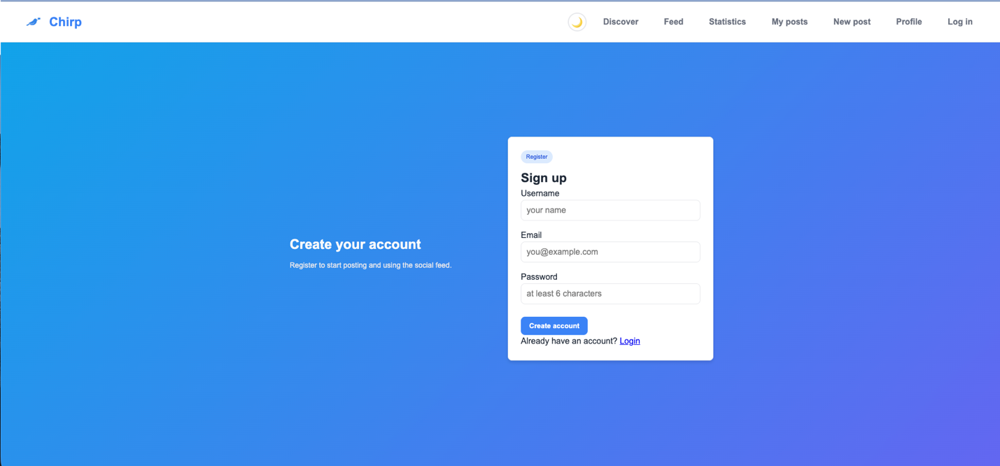 Chirp
Discover Feed Statistics My posts New post Profile Log in
Create your account
Register to start posting and using the social feed.
Register
Sign up
Username
your name
Email
you@example.com
Password
at least 6 characters
Create account
Already have an account? Login